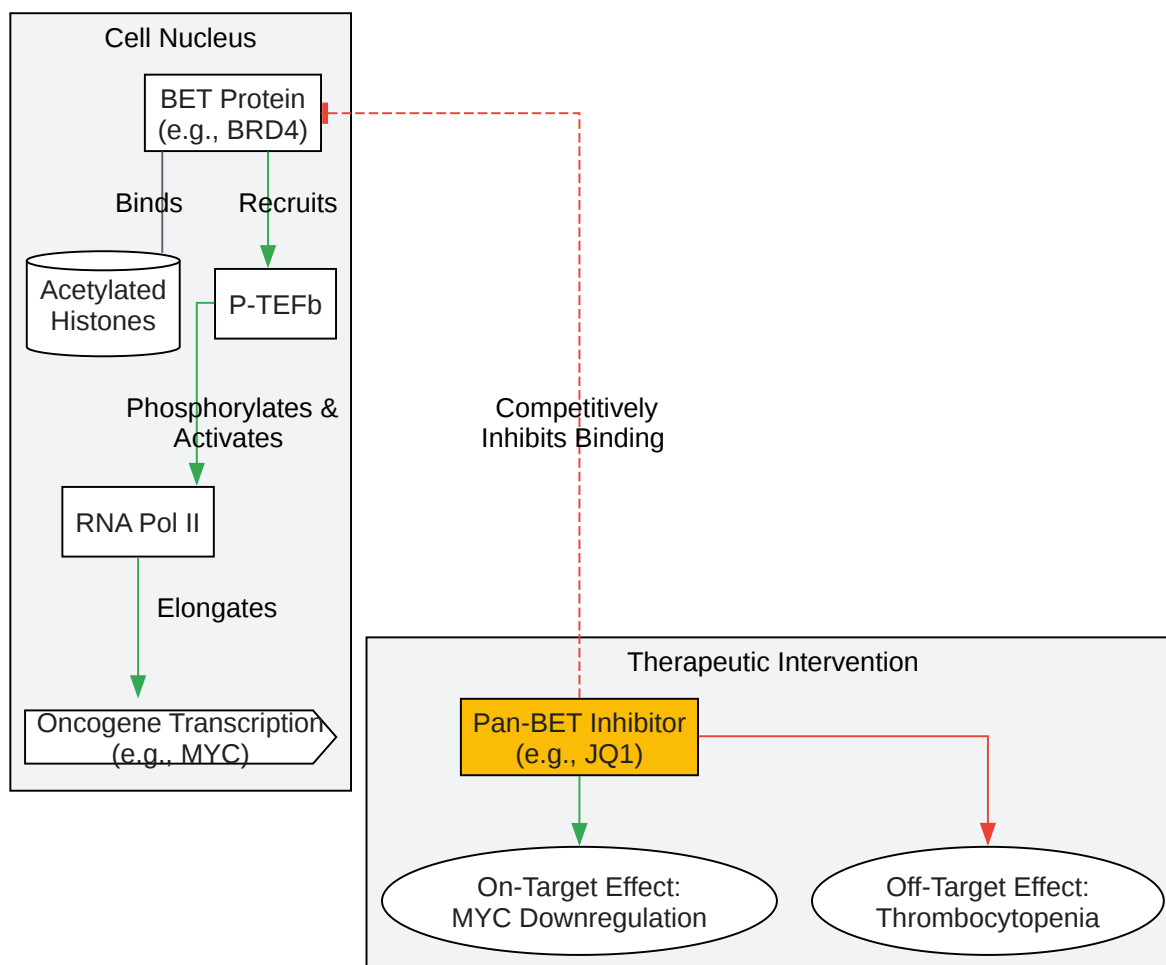 Cell Nucleus
BET Protein
(e.g., BRD4)
Binds
Recruits
Acetylated
Histones
P-TEFb
Phosphorylates &
Activates
RNA Pol II
Elongates
Oncogene Transcription
(e.g., MYC)
Competitively
Inhibits Binding
Therapeutic Intervention
Pan-BET Inhibitor
(e.g., JQ1)
On-Target Effect:
MYC Downregulation
Off-Target Effect:
Thrombocytopenia